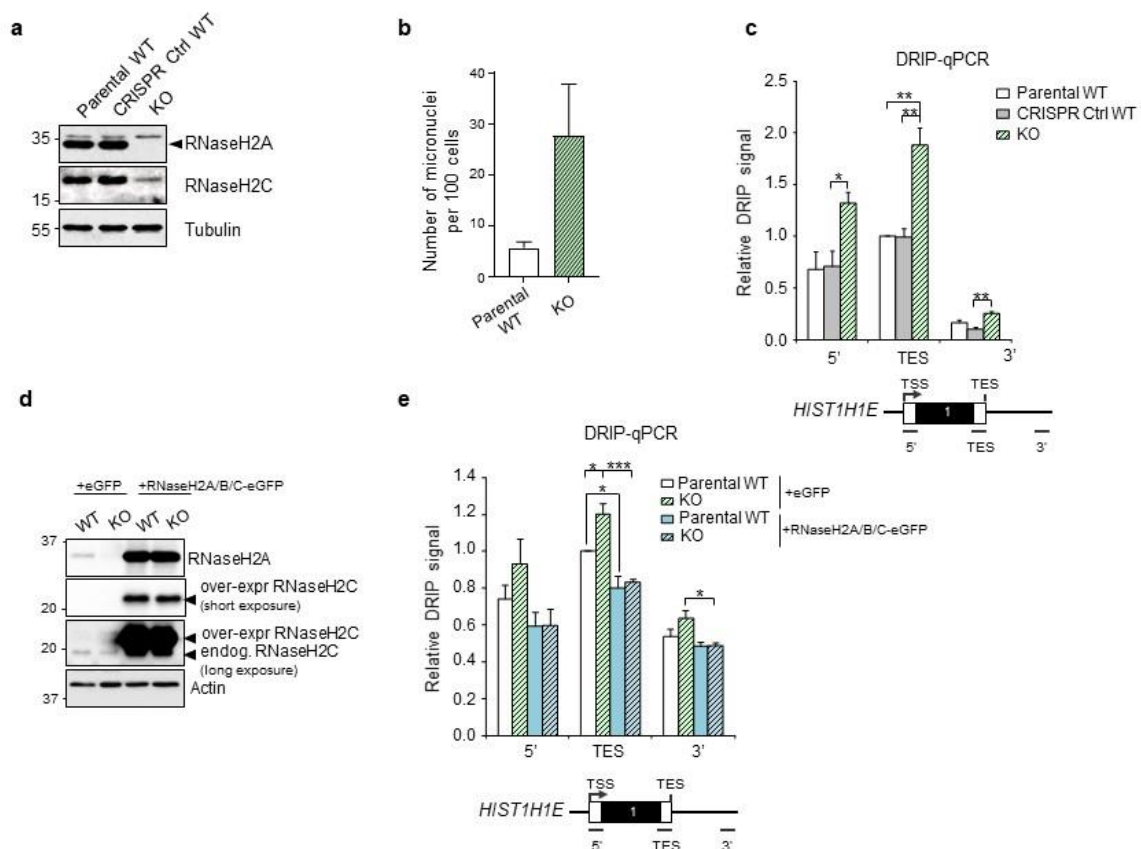 a
Parental WT
CRISPR Ctrl WT
KO
35
RNaseH2A
RNaseH2C
15
55
Tubulin
b
Number of micronuclei
per 100 cells
40
30
20
10
0
Parental
WT
KO
c
DRIP-qPCR
Relative DRIP signal
2.5
2.0
1.5
1.0
0.5
0.0
*
**
**
**
Parental WT
CRISPR Ctrl WT
KO
5'
TES
3'
TSS
TES
HIST1H1E
1
5'
TES
3'
d
+eGFP
+RNaseH2A/B/C-eGFP
WT
KO
WT
KO
37
RNaseH2A
over-expr RNaseH2C
(short exposure)
20
over-expr RNaseH2C
20
endog. RNaseH2C
(long exposure)
Actin
37
e
DRIP-qPCR
Relative DRIP signal
1.4
1.2
1.0
0.8
0.6
0.4
0.2
0.0
*
***
*
*
Parental WT
KO
+eGFP
Parental WT
KO
+RNaseH2A/B/C-eGFP
5'
TES
3'
TSS
TES
HIST1H1E
1
5'
TES
3'